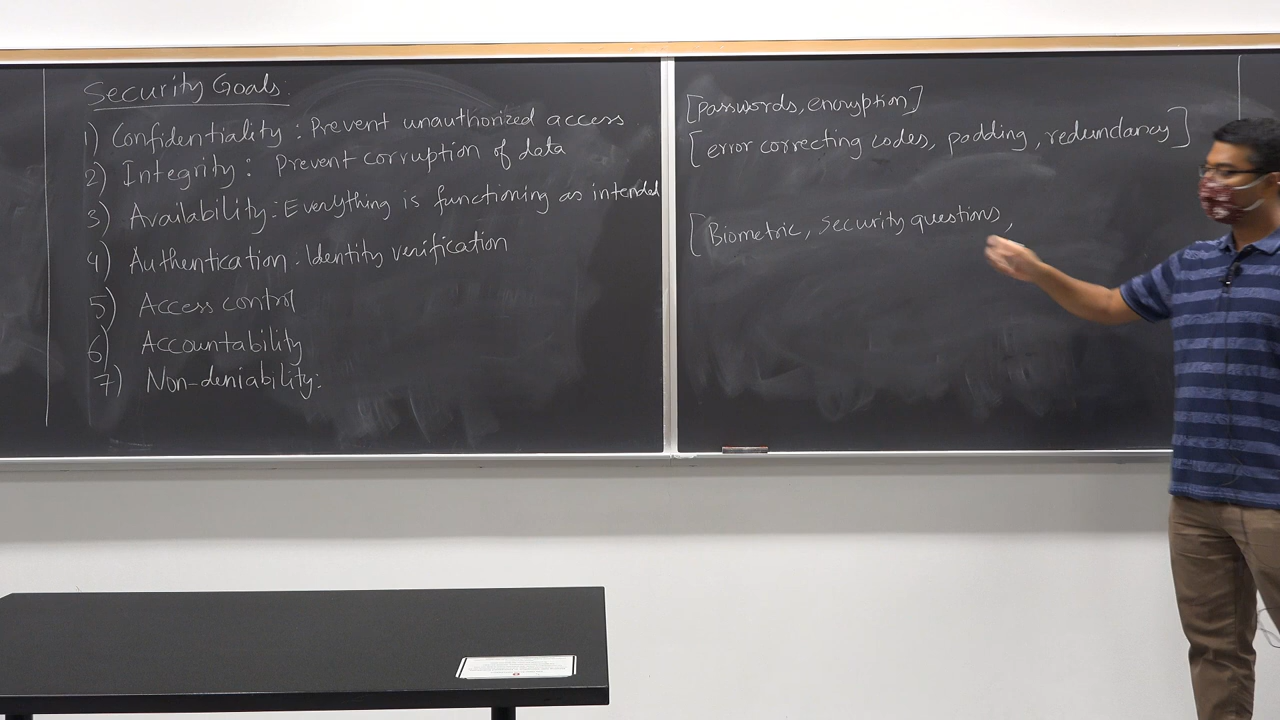 Security Goals:
1) Confidentiality: Prevent unauthorized access
2) Integrity: Prevent corruption of data
3) Availability: Everything is functioning as intended
4) Authentication: Identity verification
5) Access control
6) Accountability
7) Non-deniability:
[Passwords, encryption]
[error correcting codes, padding, redundancy]
[Biometric, security questions,